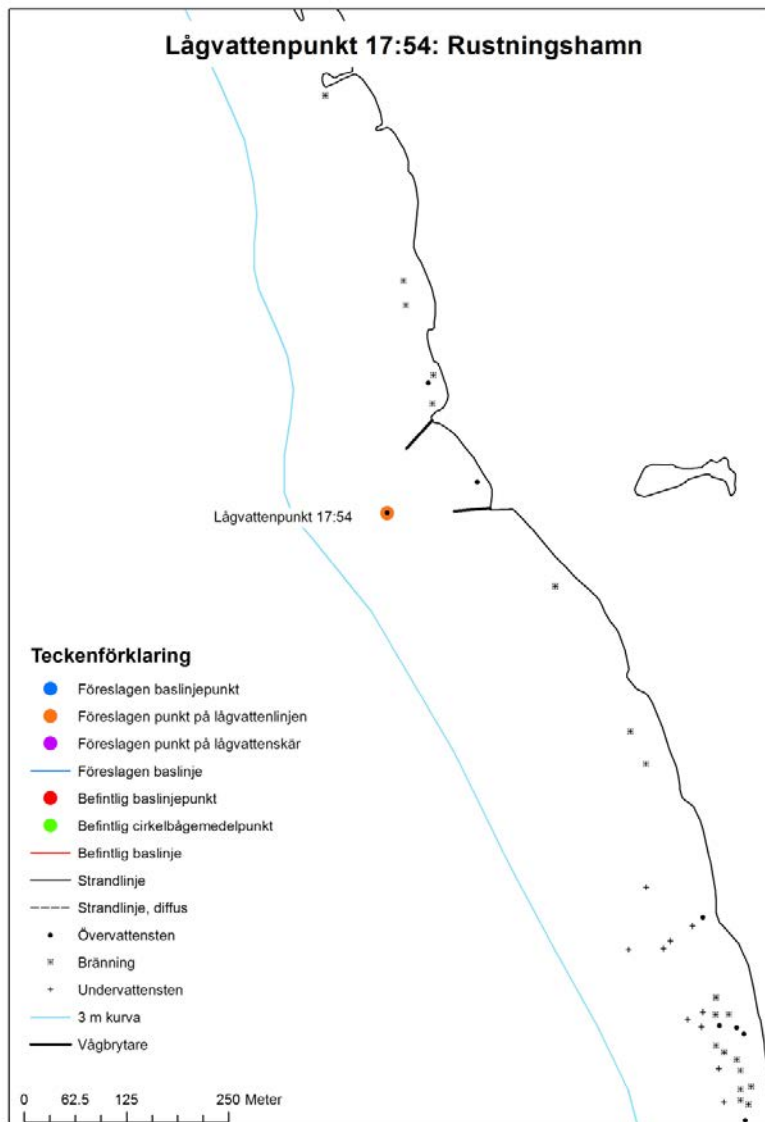 Lågvattenpunkt 17:54: Rustningshamn
Lågvattenpunkt 17:54
Teckenförklaring
Föreslagen baslinjepunkt
Föreslagen punkt på lågvattenlinjen
Föreslagen punkt på lågvattenskär
Föreslagen baslinje
Befintlig baslinjepunkt
Befintlig cirkelbågemedelpunkt
Befintlig baslinje
Strandlinje
Strandlinje, diffus
Övervattensten
Bränning
Undervattensten
3 m kurva
Vågbrytare
0 62.5 125 250 Meter